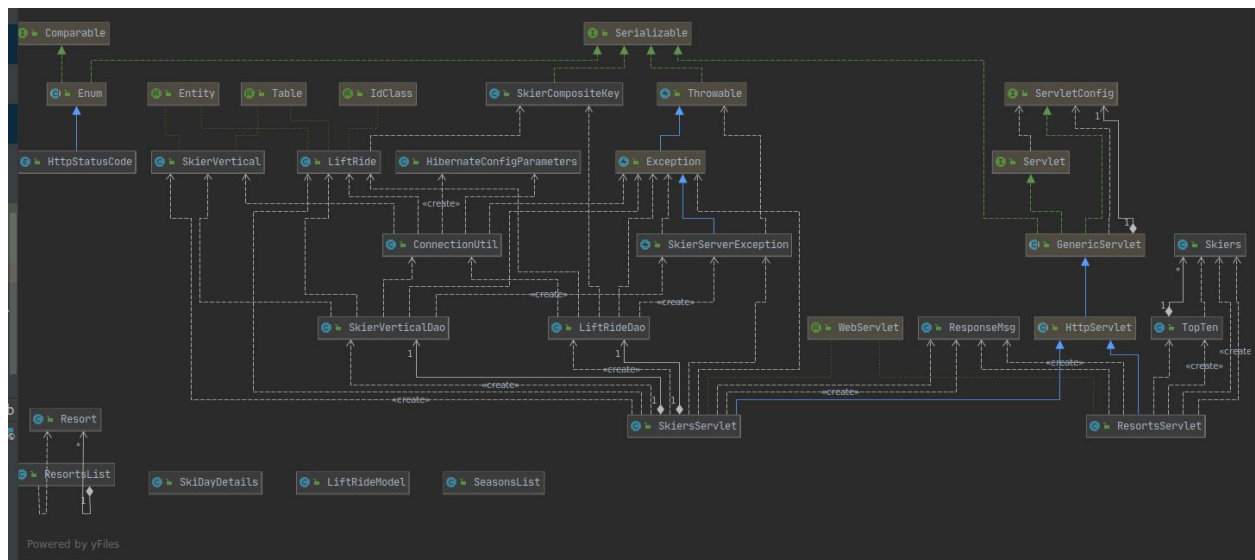 Comparable
Serializable
Enum
Entity
Table
IdClass
SkierCompositeKey
Throwable
ServletConfig
1
HttpStatusCode
SkierVertical
LiftRide
HibernateConfigParameters
Exception
Servlet
«create»
1
ConnectionUtil
SkierServerException
GenericServlet
Skiers
*
«create»
«create»
1
SkierVerticalDao
LiftRideDao
WebServlet
ResponseMsg
HttpServlet
TopTen
1
1
«create»
«create»
«create»
«create»
«create»
«create»
«create»
1
1
Resort
SkiersServlet
ResortsServlet
*
ResortsList
SkiDayDetails
LiftRideModel
SeasonsList
1
Powered by yFiles